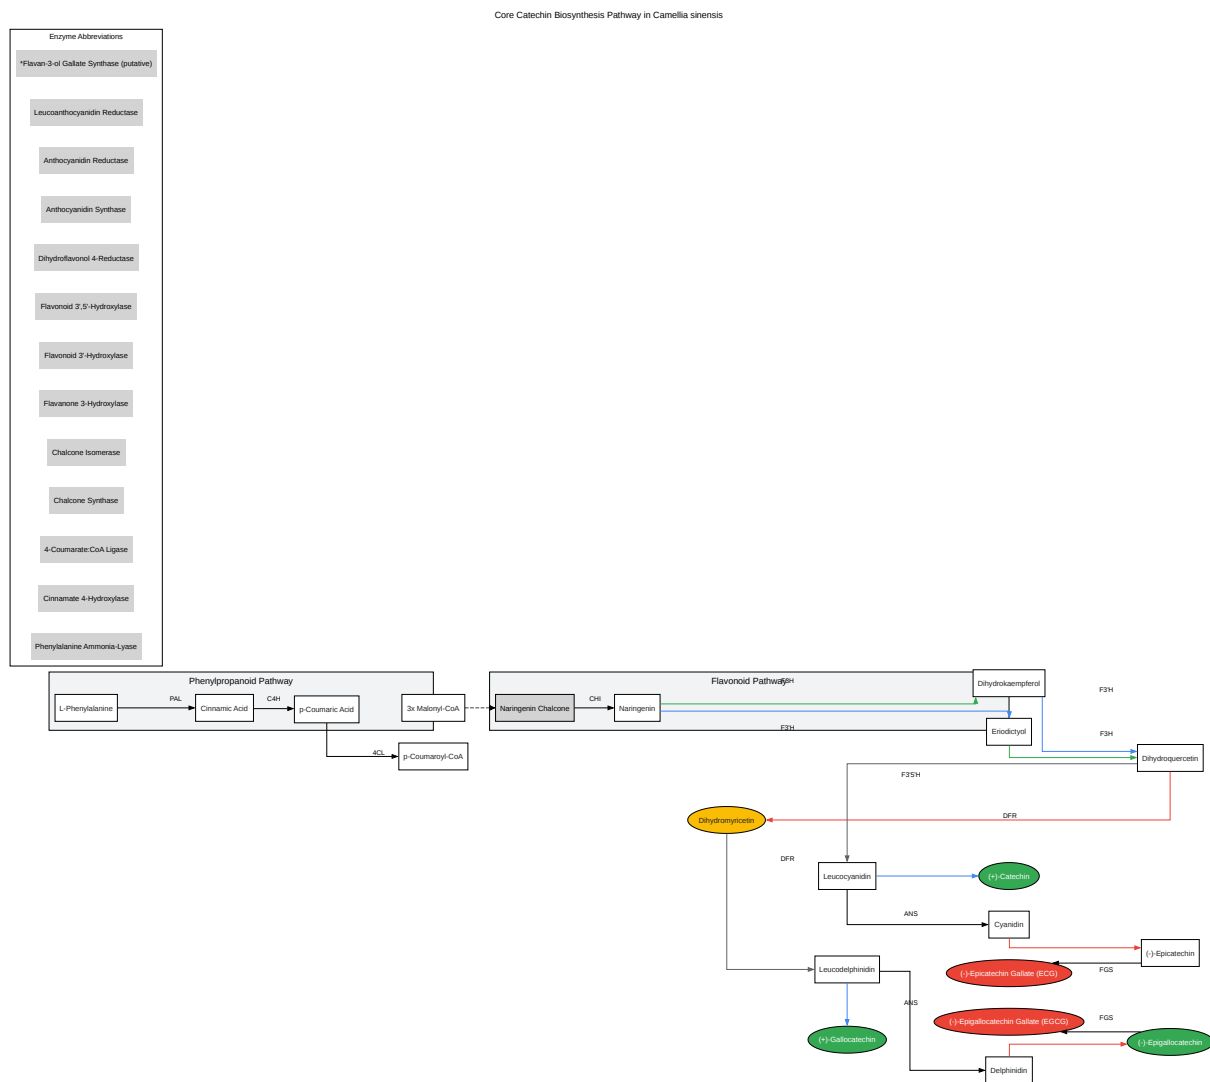 Core Catechin Biosynthesis Pathway in Camellia sinensis
Enzyme Abbreviations
*Flavan-3-ol Gallate Synthase (putative)
Leucoanthocyanidin Reductase
Anthocyanidin Reductase
Anthocyanidin Synthase
Dihydroflavonol 4-Reductase
Flavonoid 3',5'-Hydroxylase
Flavonoid 3'-Hydroxylase
Flavanone 3-Hydroxylase
Chalcone Isomerase
Chalcone Synthase
4-Coumarate:CoA Ligase
Cinnamate 4-Hydroxylase
Phenylalanine Ammonia-Lyase
Phenylpropanoid Pathway
L-Phenylalanine
PAL
Cinnamic Acid
C4H
p-Coumaric Acid
3x Malonyl-CoA
4CL
p-Coumaroyl-CoA
Flavonoid Pathway
F3H
Naringenin Chalcone
CHI
Naringenin
F3'H
Dihydrokaempferol
Eriodictyol
F3'H
F3H
Dihydroquercetin
F3'5'H
DFR
Dihydromyricetin
DFR
Leucocyanidin
(+)-Catechin
ANS
Cyanidin
(-)-Epicatechin
(-)-Epicatechin Gallate (ECG)
FGS
Leucodelphinidin
ANS
(-)-Epigallocatechin Gallate (EGCG)
FGS
(+)-Gallocatechin
(-)-Epigallocatechin
Delphinidin